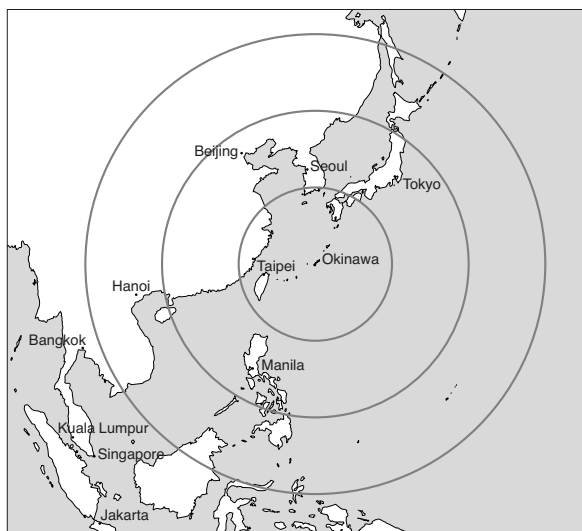 Beijing
Seoul
Tokyo
Okinawa
Taipei
Hanoi
Bangkok
Manila
Kuala Lumpur
Singapore
Jakarta